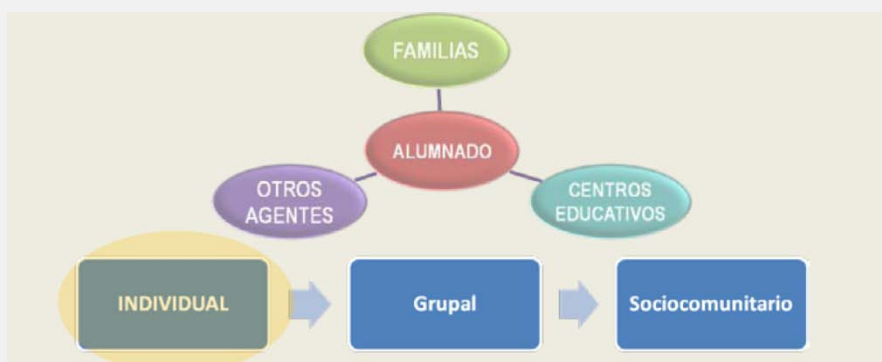 FAMILIAS
ALUMNADO
OTROS
AGENTES
CENTROS
EDUCATIVOS
INDIVIDUAL
Grupal
Sociocomunitario